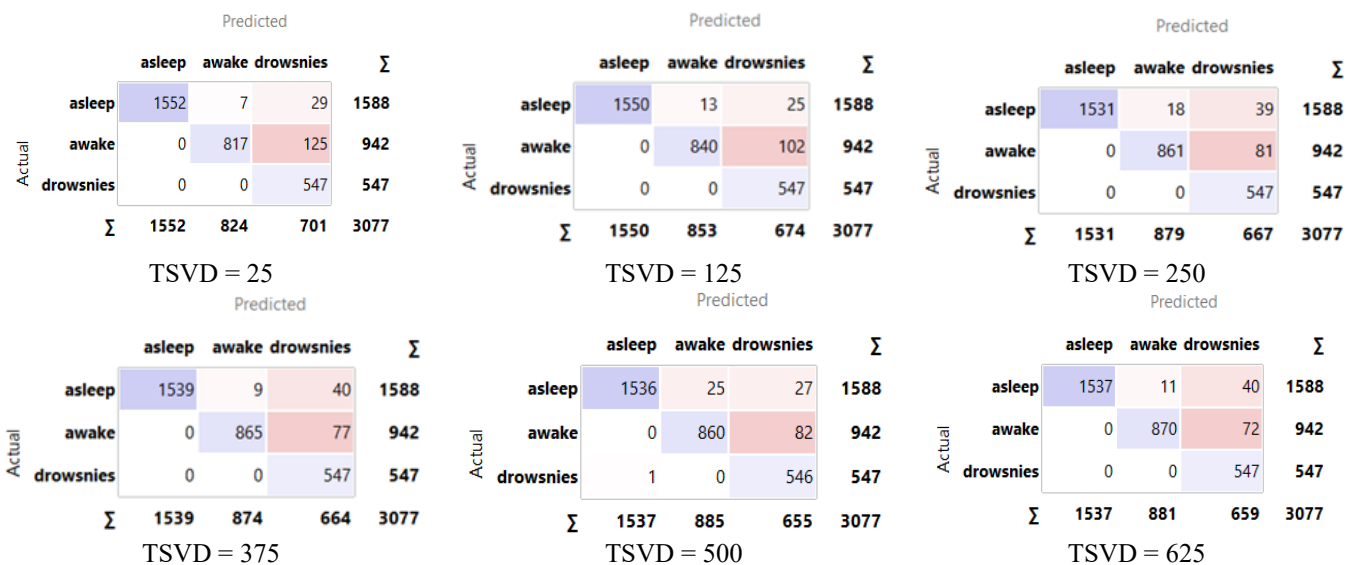 Predicted
asleep awake drowsnies Σ
asleep 1552 7 29 1588
awake 0 817 125 942
drowsnies 0 0 547 547
Σ 1552 824 701 3077
Actual
TSVD = 25
Predicted
asleep awake drowsnies Σ
asleep 1550 13 25 1588
awake 0 840 102 942
drowsnies 0 0 547 547
Σ 1550 853 674 3077
Actual
TSVD = 125
Predicted
asleep awake drowsnies Σ
asleep 1531 18 39 1588
awake 0 861 81 942
drowsnies 0 0 547 547
Σ 1531 879 667 3077
Actual
TSVD = 250
Predicted
asleep awake drowsnies Σ
asleep 1539 9 40 1588
awake 0 865 77 942
drowsnies 0 0 547 547
Σ 1539 874 664 3077
Actual
TSVD = 375
Predicted
asleep awake drowsnies Σ
asleep 1536 25 27 1588
awake 0 860 82 942
drowsnies 1 0 546 547
Σ 1537 885 655 3077
Actual
TSVD = 500
Predicted
asleep awake drowsnies Σ
asleep 1537 11 40 1588
awake 0 870 72 942
drowsnies 0 0 547 547
Σ 1537 881 659 3077
Actual
TSVD = 625